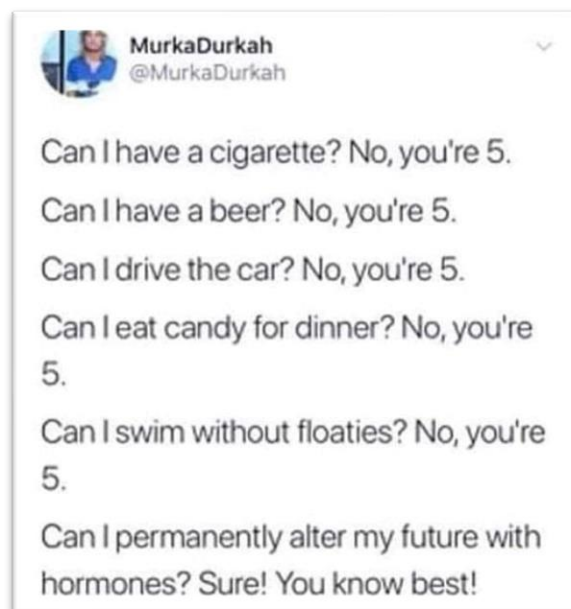 MurkaDurkah
@MurkaDurkah
Can I have a cigarette? No, you're 5.
Can I have a beer? No, you're 5.
Can I drive the car? No, you're 5.
Can I eat candy for dinner? No, you're
5.
Can I swim without floaties? No, you're
5.
Can I permanently alter my future with
hormones? Sure! You know best!